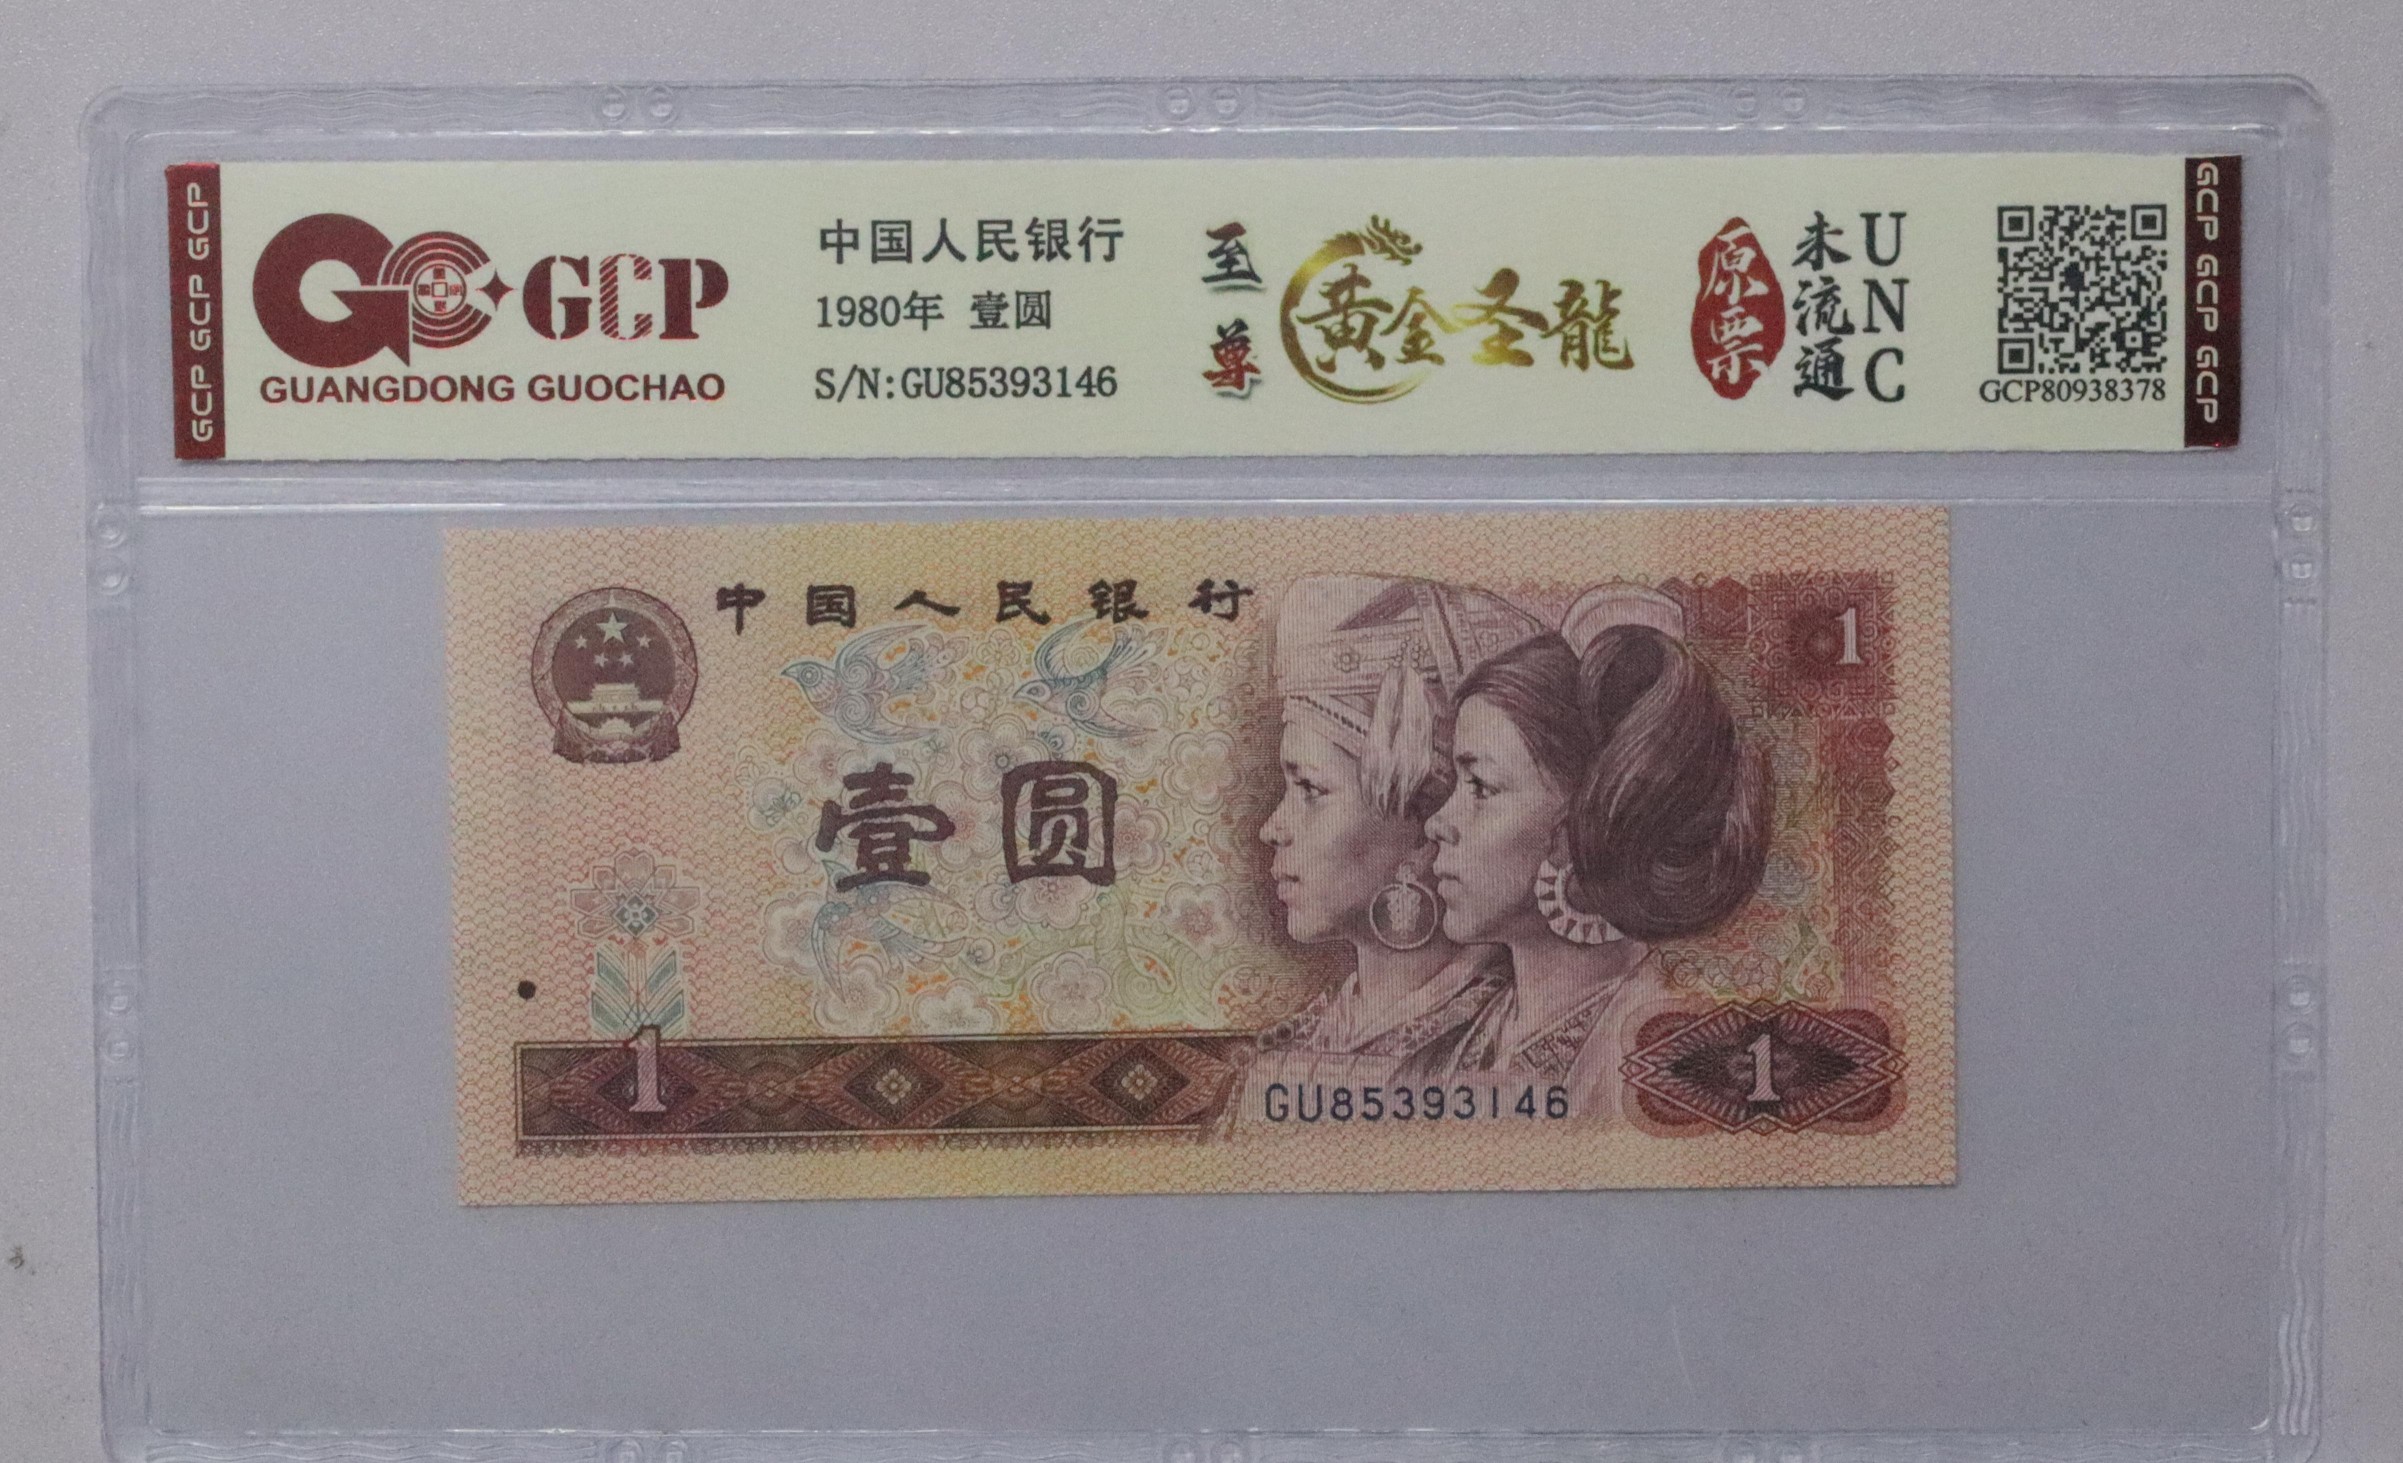 GCP GCP GCP
GCP
GUANGDONG GUOCHAO
中国人民银行
1980年 壹圆
S/N:GU85393146
至尊
黄金圣龍
原票
未流通
UNC
GCP80938378
GCP GCP GCP
中国人民银行
1
壹圆
1
1
GU85393146